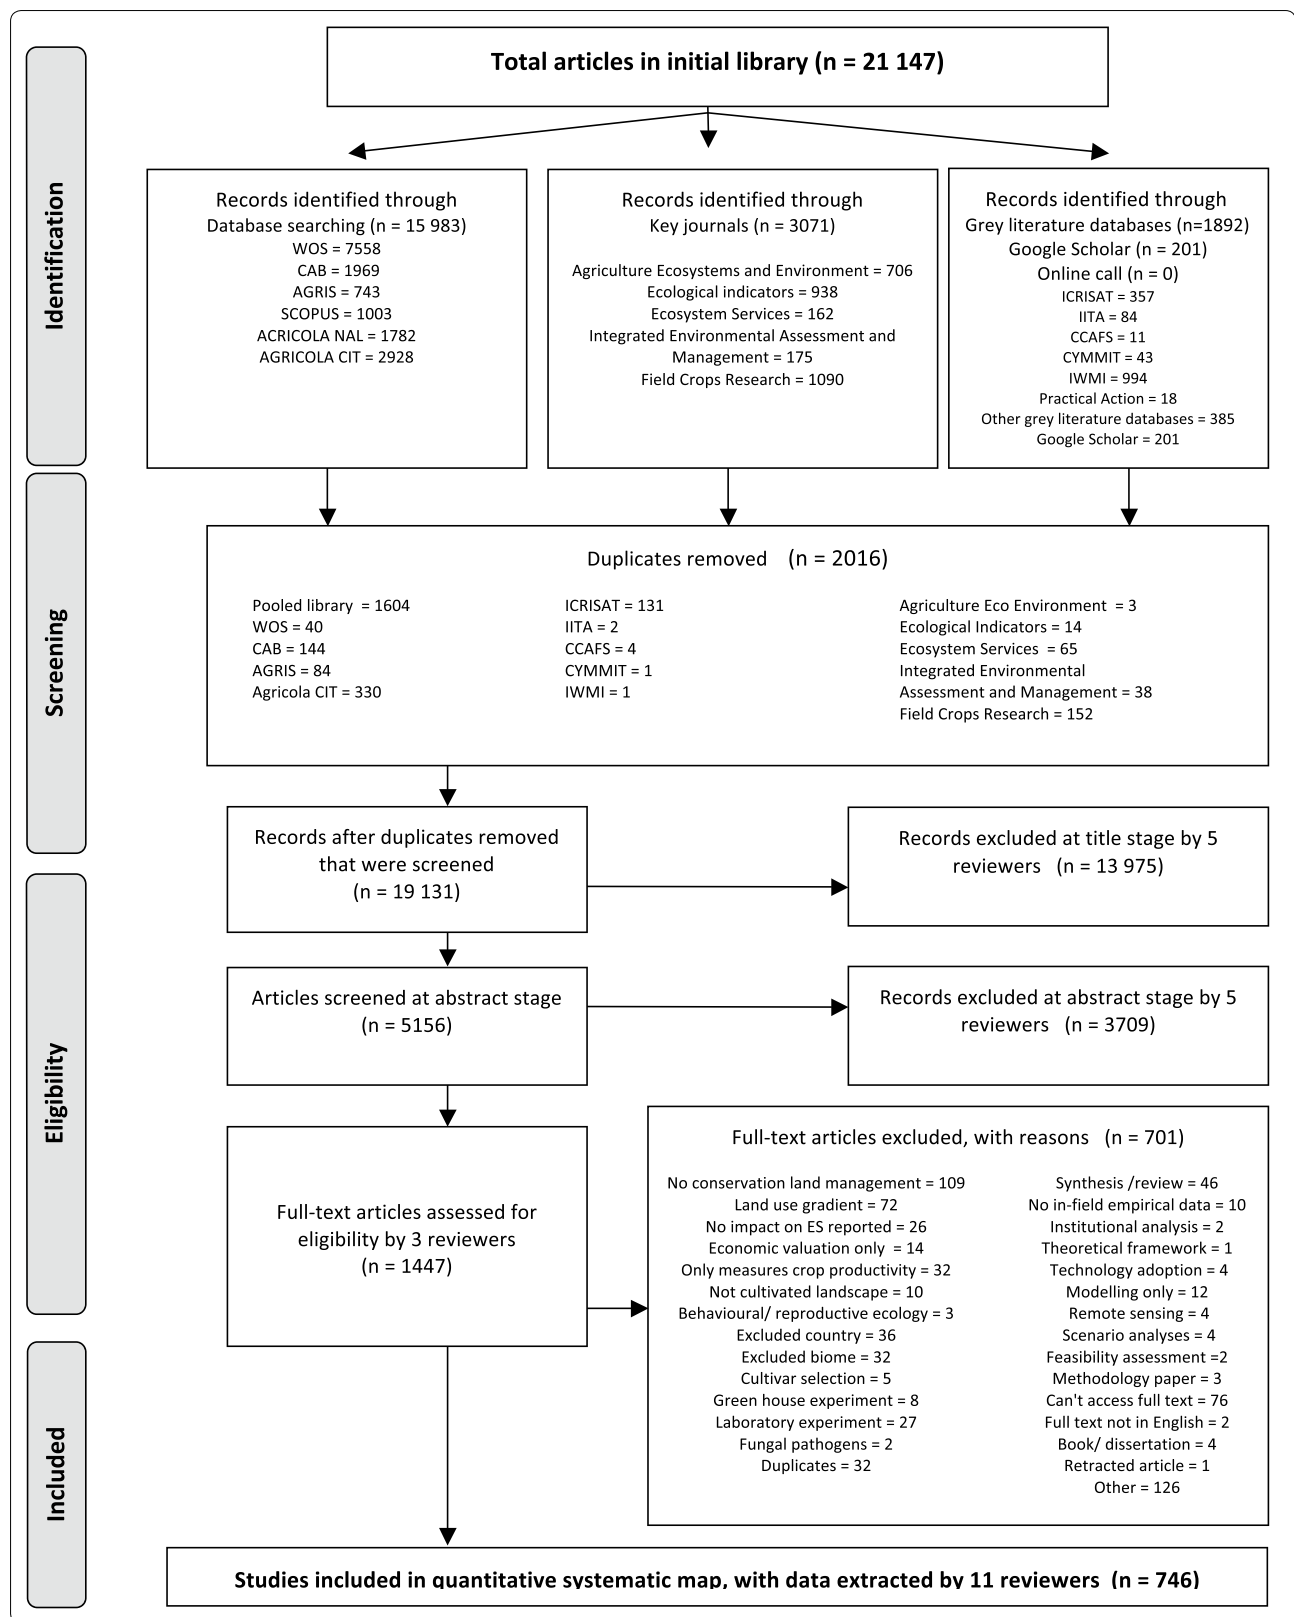 Total articles in initial library (n = 21 147)
Identification
Records identified through
Database searching (n = 15 983)
WOS = 7558
CAB = 1969
AGRIS = 743
SCOPUS = 1003
ACRICOLA NAL = 1782
AGRICOLA CIT = 2928
Records identified through
Key journals (n = 3071)
Agriculture Ecosystems and Environment = 706
Ecological indicators = 938
Ecosystem Services = 162
Integrated Environmental Assessment and
Management = 175
Field Crops Research = 1090
Records identified through
Grey literature databases (n=1892)
Google Scholar (n = 201)
Online call (n = 0)
ICRISAT = 357
IITA = 84
CCAFS = 11
CYMMIT = 43
IWMI = 994
Practical Action = 18
Other grey literature databases = 385
Google Scholar = 201
Screening
Duplicates removed (n = 2016)
Pooled library = 1604
WOS = 40
CAB = 144
AGRIS = 84
Agricola CIT = 330
ICRISAT = 131
IITA = 2
CCAFS = 4
CYMMIT = 1
IWMI = 1
Agriculture Eco Environment = 3
Ecological Indicators = 14
Ecosystem Services = 65
Integrated Environmental
Assessment and Management = 38
Field Crops Research = 152
Records after duplicates removed
that were screened
(n = 19 131)
Records excluded at title stage by 5
reviewers (n = 13 975)
Eligibility
Articles screened at abstract stage
(n = 5156)
Records excluded at abstract stage by 5
reviewers (n = 3709)
Full-text articles assessed for
eligibility by 3 reviewers
(n = 1447)
Full-text articles excluded, with reasons (n = 701)
No conservation land management = 109
Land use gradient = 72
No impact on ES reported = 26
Economic valuation only = 14
Only measures crop productivity = 32
Not cultivated landscape = 10
Behavioural/ reproductive ecology = 3
Excluded country = 36
Excluded biome = 32
Cultivar selection = 5
Green house experiment = 8
Laboratory experiment = 27
Fungal pathogens = 2
Duplicates = 32
Synthesis /review = 46
No in-field empirical data = 10
Institutional analysis = 2
Theoretical framework = 1
Technology adoption = 4
Modelling only = 12
Remote sensing = 4
Scenario analyses = 4
Feasibility assessment =2
Methodology paper = 3
Can't access full text = 76
Full text not in English = 2
Book/ dissertation = 4
Retracted article = 1
Other = 126
Included
Studies included in quantitative systematic map, with data extracted by 11 reviewers (n = 746)